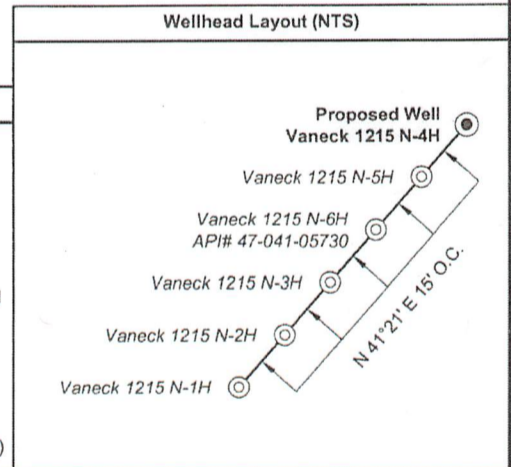 Wellhead Layout (NTS)
Proposed Well
Vaneck 1215 N-4H
Vaneck 1215 N-5H
Vaneck 1215 N-6H
API# 47-041-05730
Vaneck 1215 N-3H
Vaneck 1215 N-2H
Vaneck 1215 N-1H
N 41°21' E 15' O.C.
)